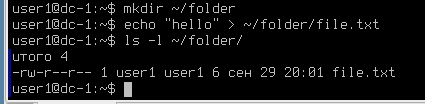 user1@dc-1:~$ mkdir ~/folder
user1@dc-1:~$ echo "hello" > ~/folder/file.txt
user1@dc-1:~$ ls -l ~/folder/
итого 4
-rw-r--r-- 1 user1 user1 6 сен 29 20:01 file.txt
user1@dc-1:~$